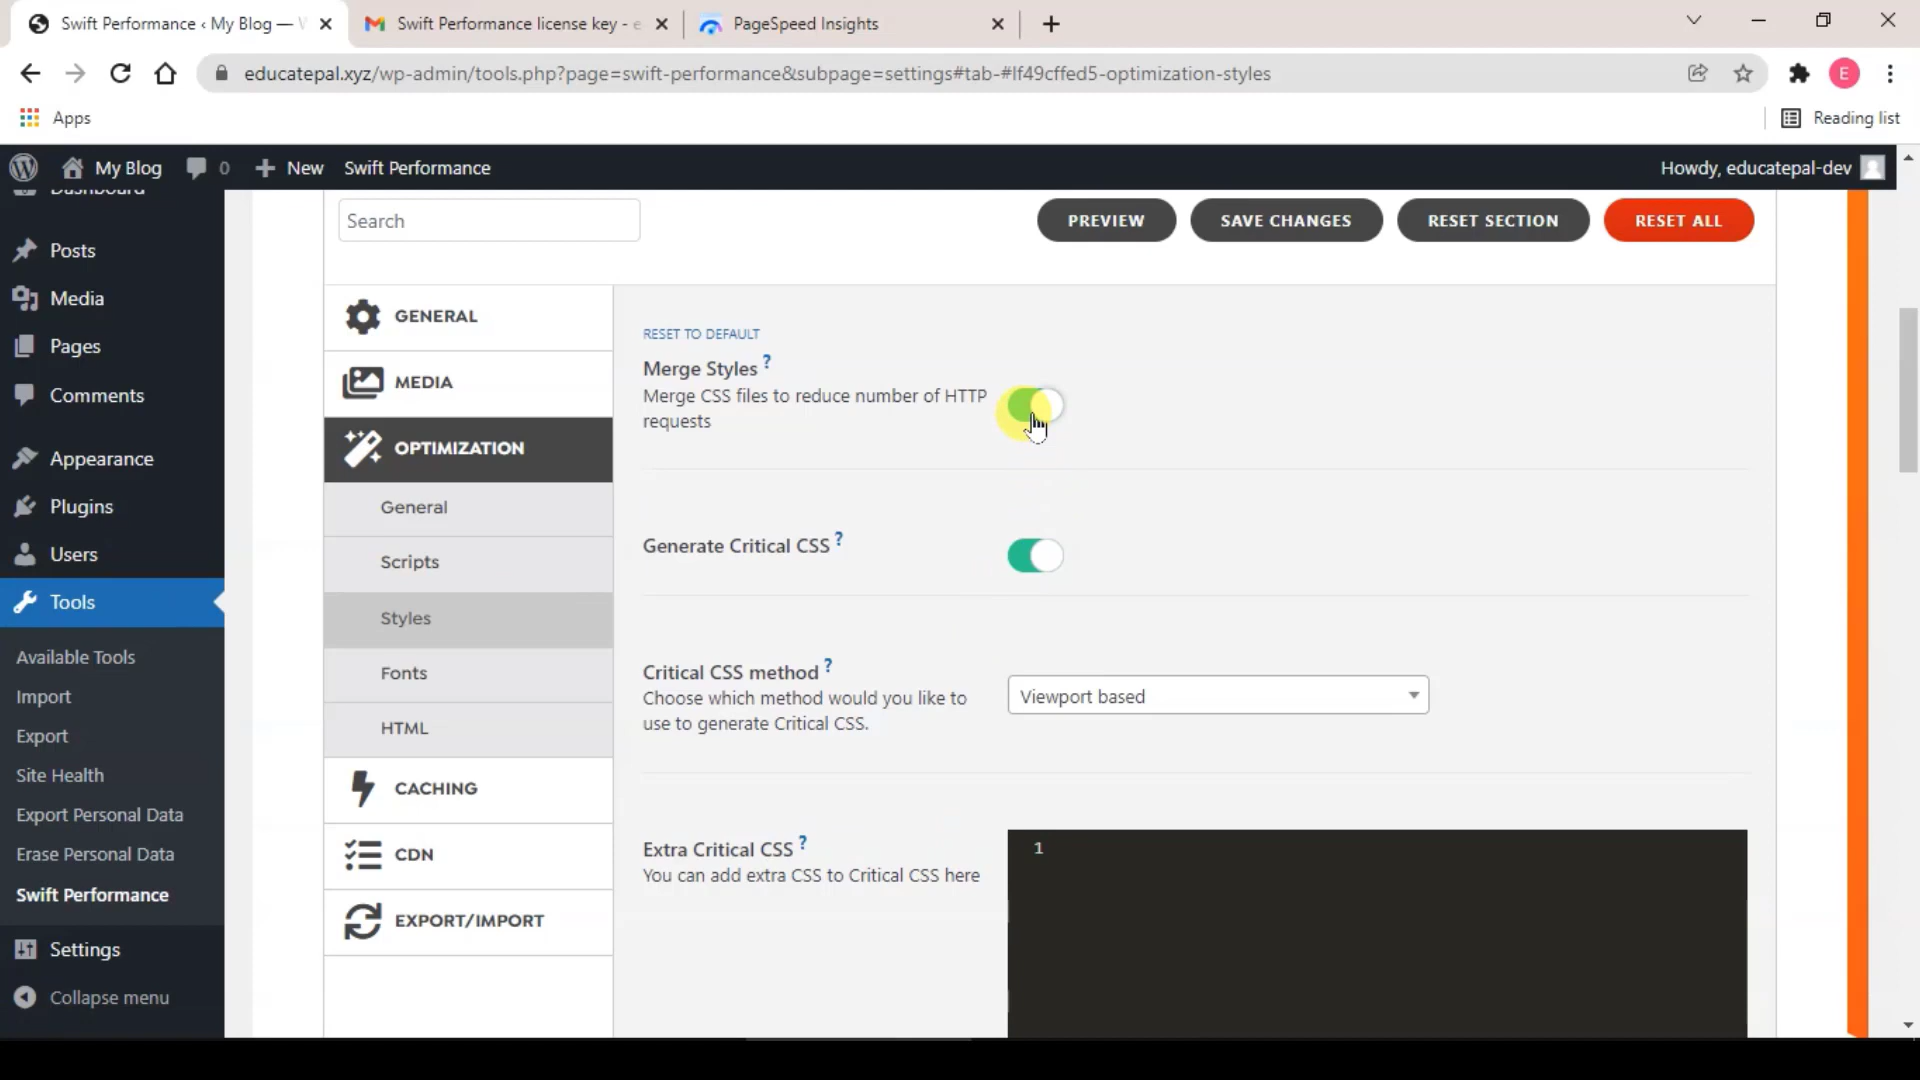 Swift Performance ‹ My Blog —
Swift Performance license key -
PageSpeed Insights
educatepal.xyz/wp-admin/tools.php?page=swift-performance&subpage=settings#tab-#lf49cffed5-optimization-styles
E
Apps
Reading list
My Blog
0
New
Swift Performance
Howdy, educatepal-dev
Dashboard
Posts
Media
Pages
Comments
Appearance
Plugins
Users
Tools
Available Tools
Import
Export
Site Health
Export Personal Data
Erase Personal Data
Swift Performance
Settings
Collapse menu
Search
PREVIEW
SAVE CHANGES
RESET SECTION
RESET ALL
GENERAL
MEDIA
OPTIMIZATION
General
Scripts
Styles
Fonts
HTML
CACHING
CDN
EXPORT/IMPORT
RESET TO DEFAULT
Merge Styles ?
Merge CSS files to reduce number of HTTP
requests
Generate Critical CSS ?
Critical CSS method ?
Choose which method would you like to
use to generate Critical CSS.
Viewport based
Extra Critical CSS ?
You can add extra CSS to Critical CSS here
1